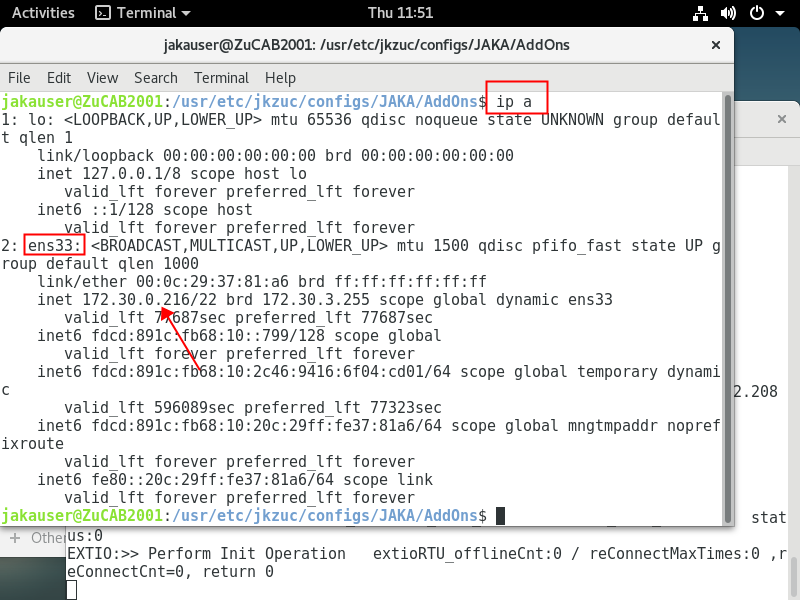 Activities Terminal Thu 11:51
jakauser@ZuCAB2001: /usr/etc/jkzuc/configs/JAKA/AddOns
File Edit View Search Terminal Help
jakauser@ZuCAB2001:/usr/etc/jkzuc/configs/JAKA/AddOns$ ip a
1: lo: <LOOPBACK,UP,LOWER_UP> mtu 65536 qdisc noqueue state UNKNOWN group defaul
t qlen 1
link/loopback 00:00:00:00:00:00 brd 00:00:00:00:00:00
inet 127.0.0.1/8 scope host lo
valid_lft forever preferred_lft forever
inet6 ::1/128 scope host
valid_lft forever preferred_lft forever
2: ens33: <BROADCAST,MULTICAST,UP,LOWER_UP> mtu 1500 qdisc pfifo_fast state UP g
roup default qlen 1000
link/ether 00:0c:29:37:81:a6 brd ff:ff:ff:ff:ff:ff
inet 172.30.0.216/22 brd 172.30.3.255 scope global dynamic ens33
valid_lft 77687sec preferred_lft 77687sec
inet6 fdcd:891c:fb68:10::799/128 scope global
valid_lft forever preferred_lft forever
inet6 fdcd:891c:fb68:10:2c46:9416:6f04:cd01/64 scope global temporary dynami
c
valid_lft 596089sec preferred_lft 77323sec
inet6 fdcd:891c:fb68:10:20c:29ff:fe37:81a6/64 scope global mngtmpaddr nopref
ixroute
valid_lft forever preferred_lft forever
inet6 fe80::20c:29ff:fe37:81a6/64 scope link
valid_lft forever preferred_lft forever
jakauser@ZuCAB2001:/usr/etc/jkzuc/configs/JAKA/AddOns$
2.208
stat
+ Other
us:0
EXTIO:>> Perform Init Operation extioRTU_offlineCnt:0 / reConnectMaxTimes:0 ,r
eConnectCnt=0, return 0